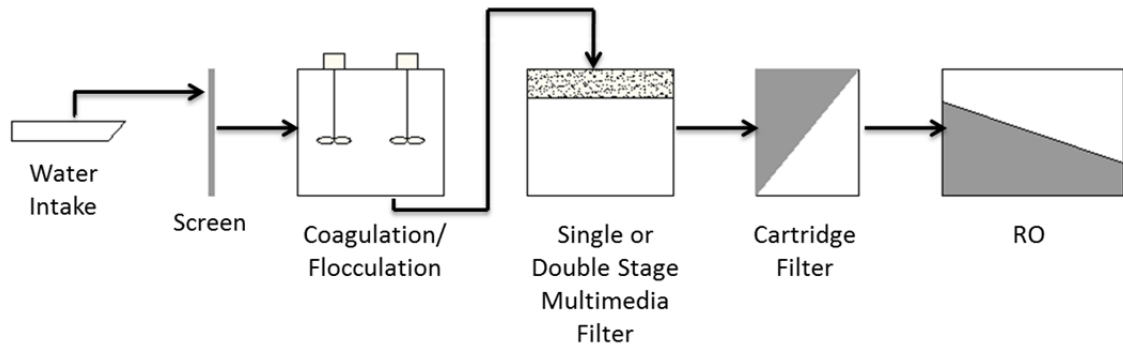 Water
Intake
Screen
Coagulation/
Flocculation
Single or
Double Stage
Multimedia
Filter
Cartridge
Filter
RO